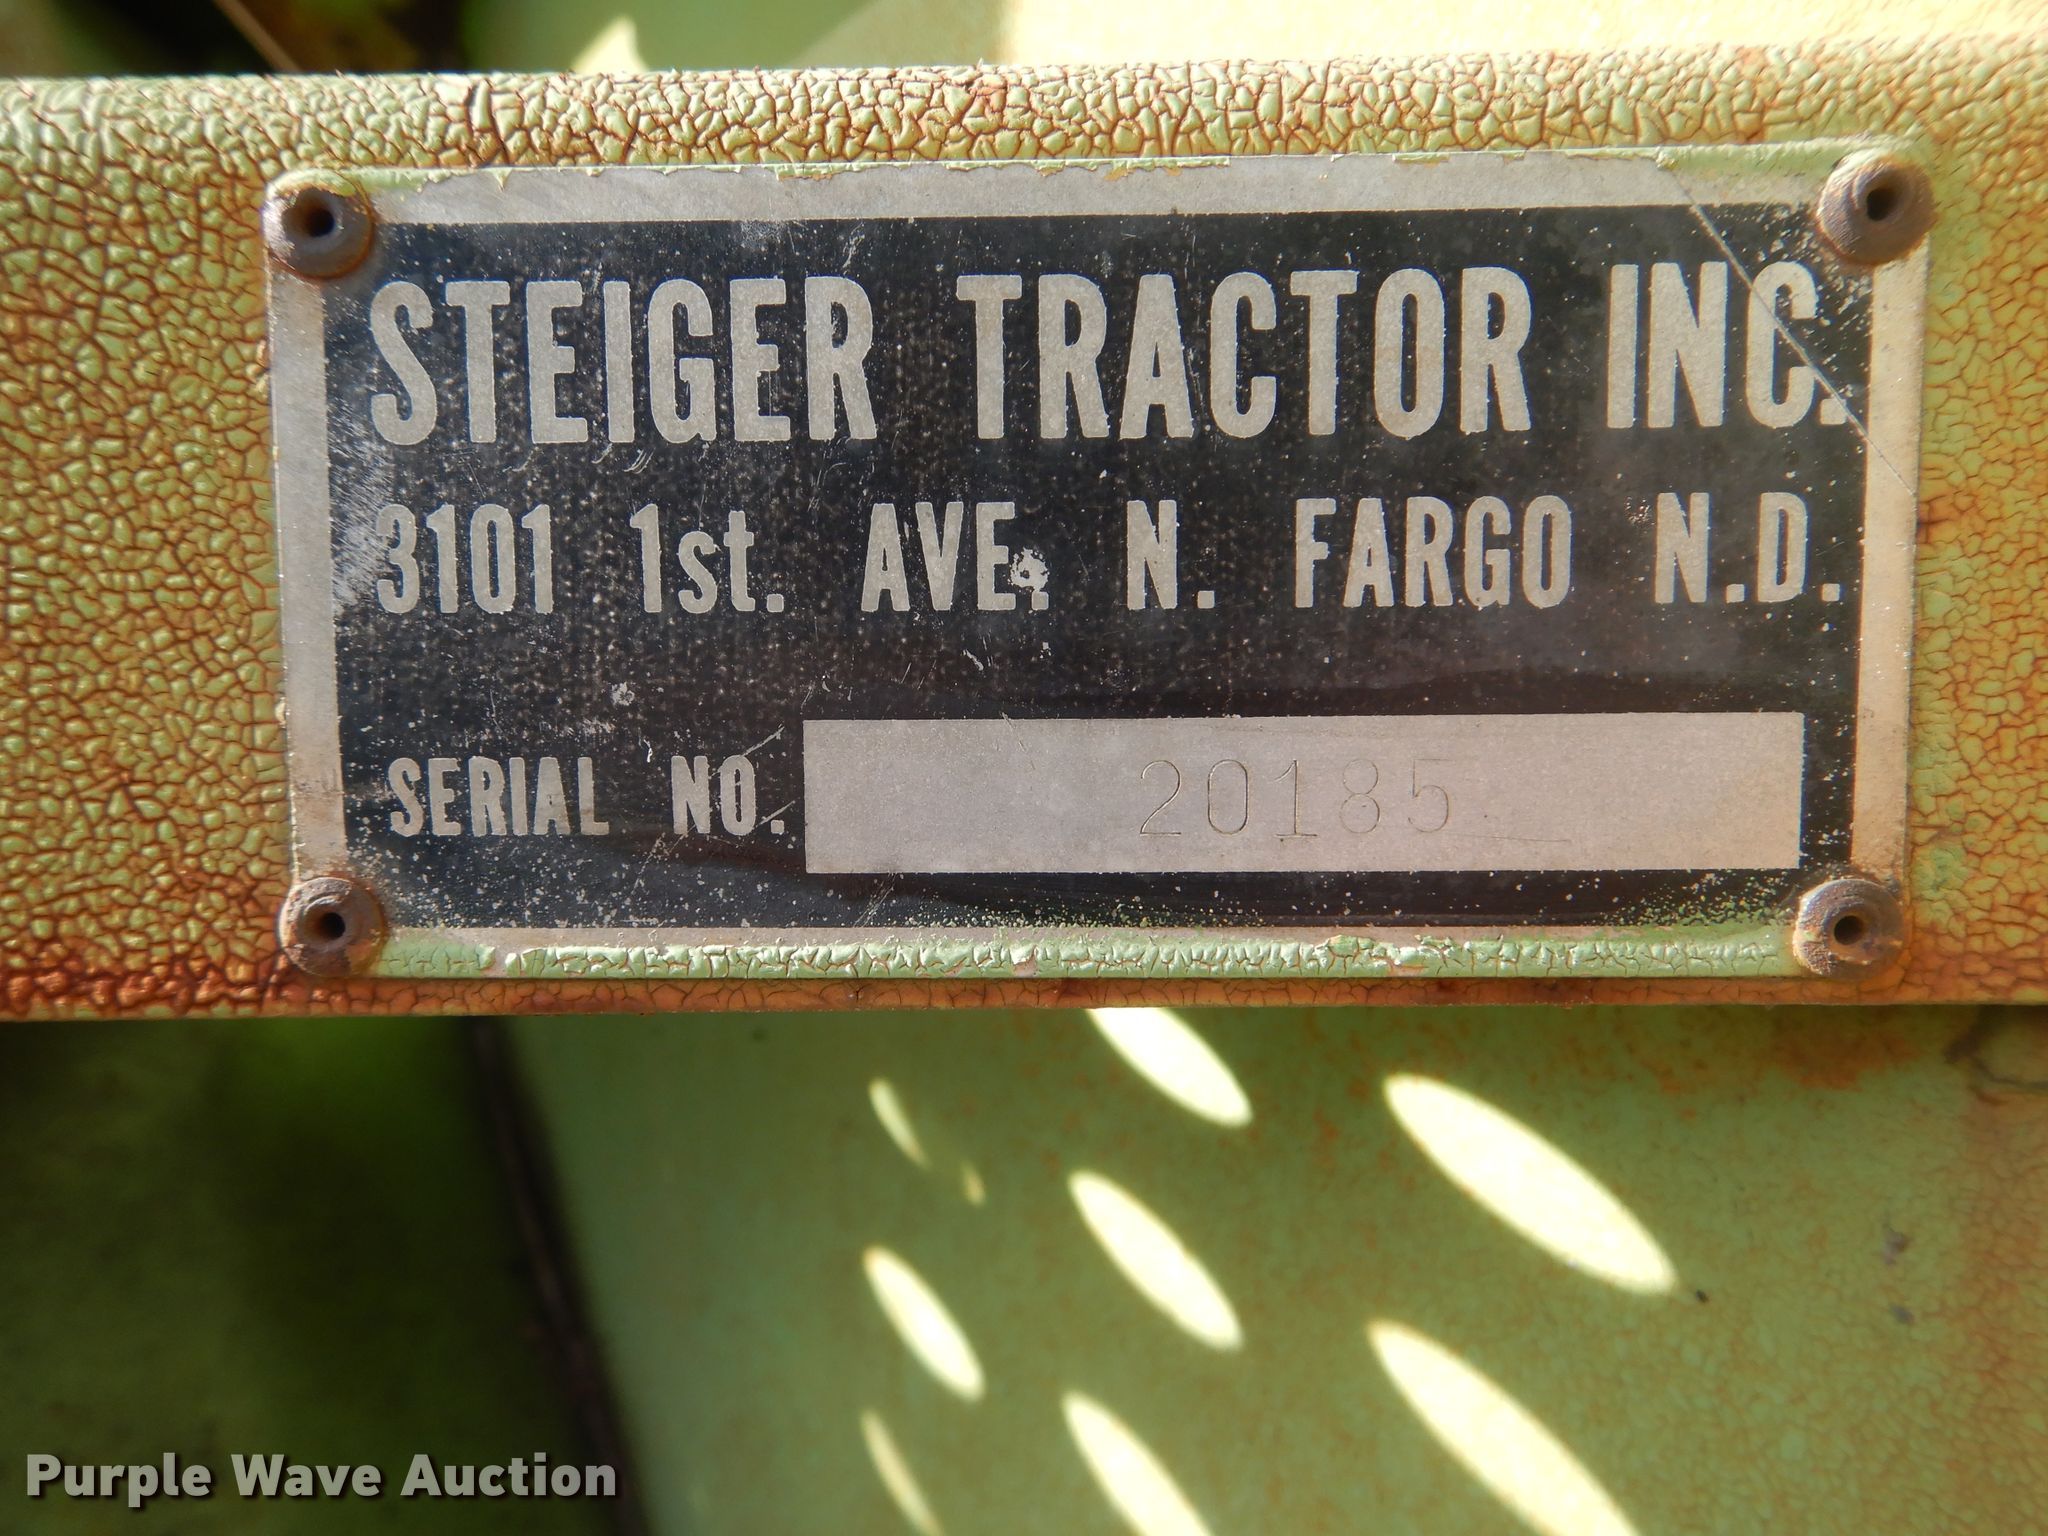 STEIGER TRACTOR INC.
3101 1st. AVE. N. FARGO N.D.
SERIAL NO. 20185
Purple Wave Auction